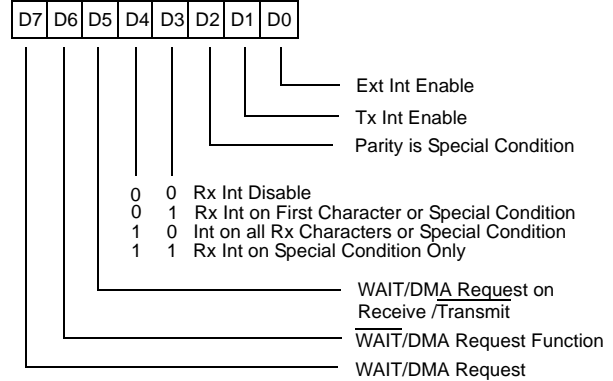 D7 D6 D5 D4 D3 D2 D1 D0
Ext Int Enable
Tx Int Enable
Parity is Special Condition
0 0 Rx Int Disable
0 1 Rx Int on First Character or Special Condition
1 0 Int on all Rx Characters or Special Condition
1 1 Rx Int on Special Condition Only
WAIT/DMA Request on
Receive /Transmit
WAIT/DMA Request Function
WAIT/DMA Request